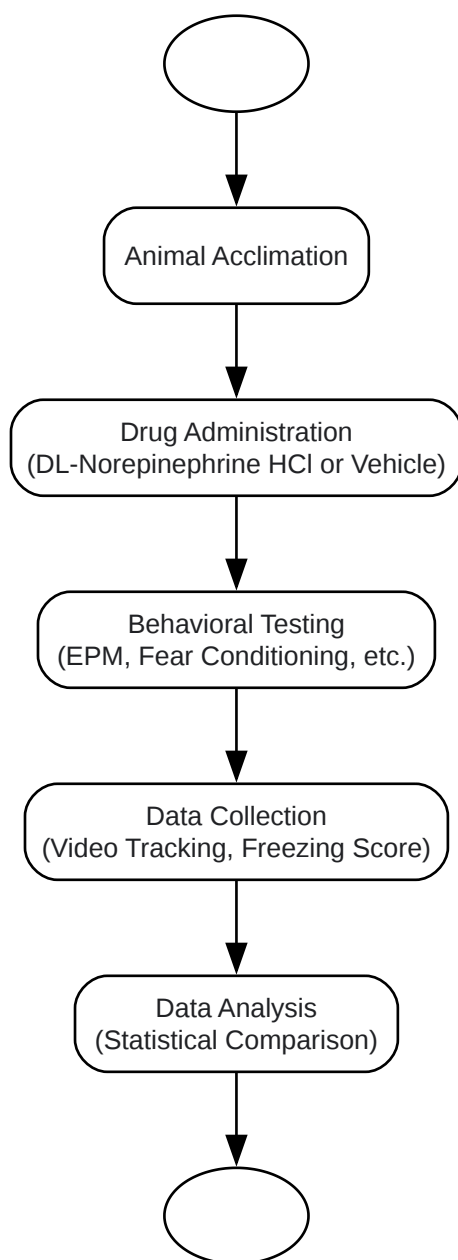 Animal Acclimation
Drug Administration
(DL-Norepinephrine HCl or Vehicle)
Behavioral Testing
(EPM, Fear Conditioning, etc.)
Data Collection
(Video Tracking, Freezing Score)
Data Analysis
(Statistical Comparison)